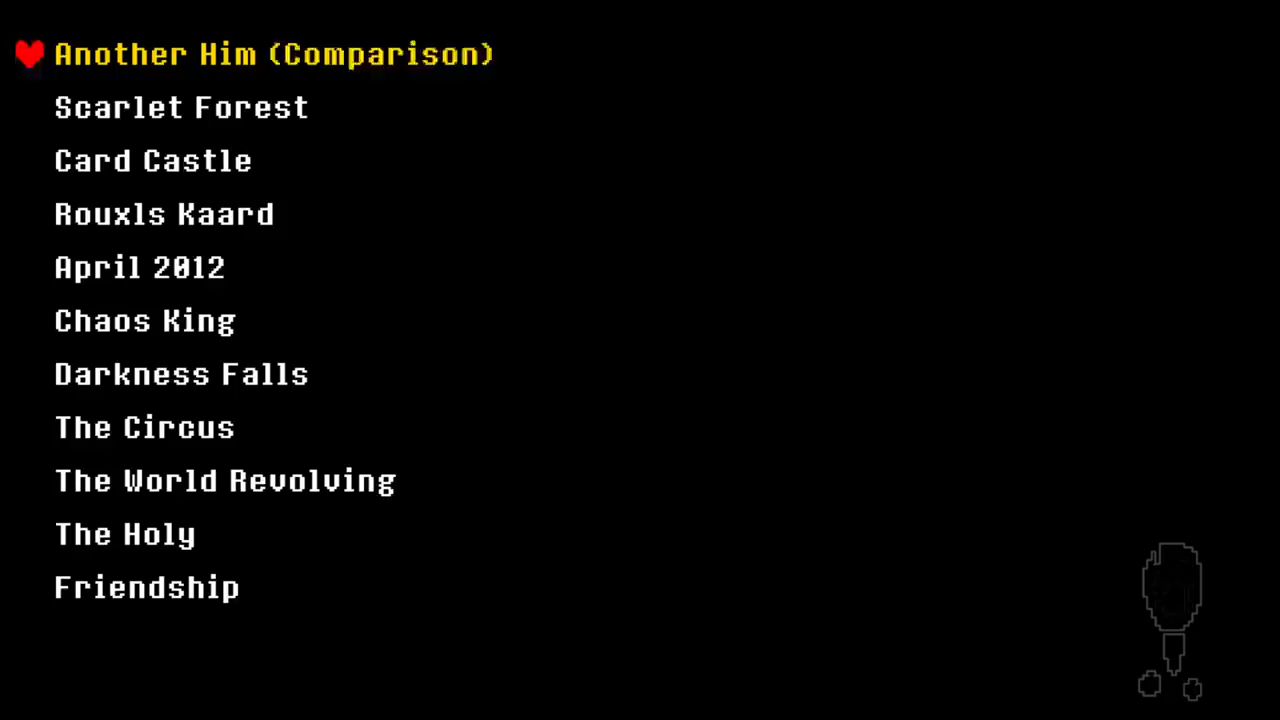 Another Him (Comparison)
Scarlet Forest
Card Castle
Rouxls Kaard
April 2012
Chaos King
Darkness Falls
The Circus
The World Revolving
The Holy
Friendship